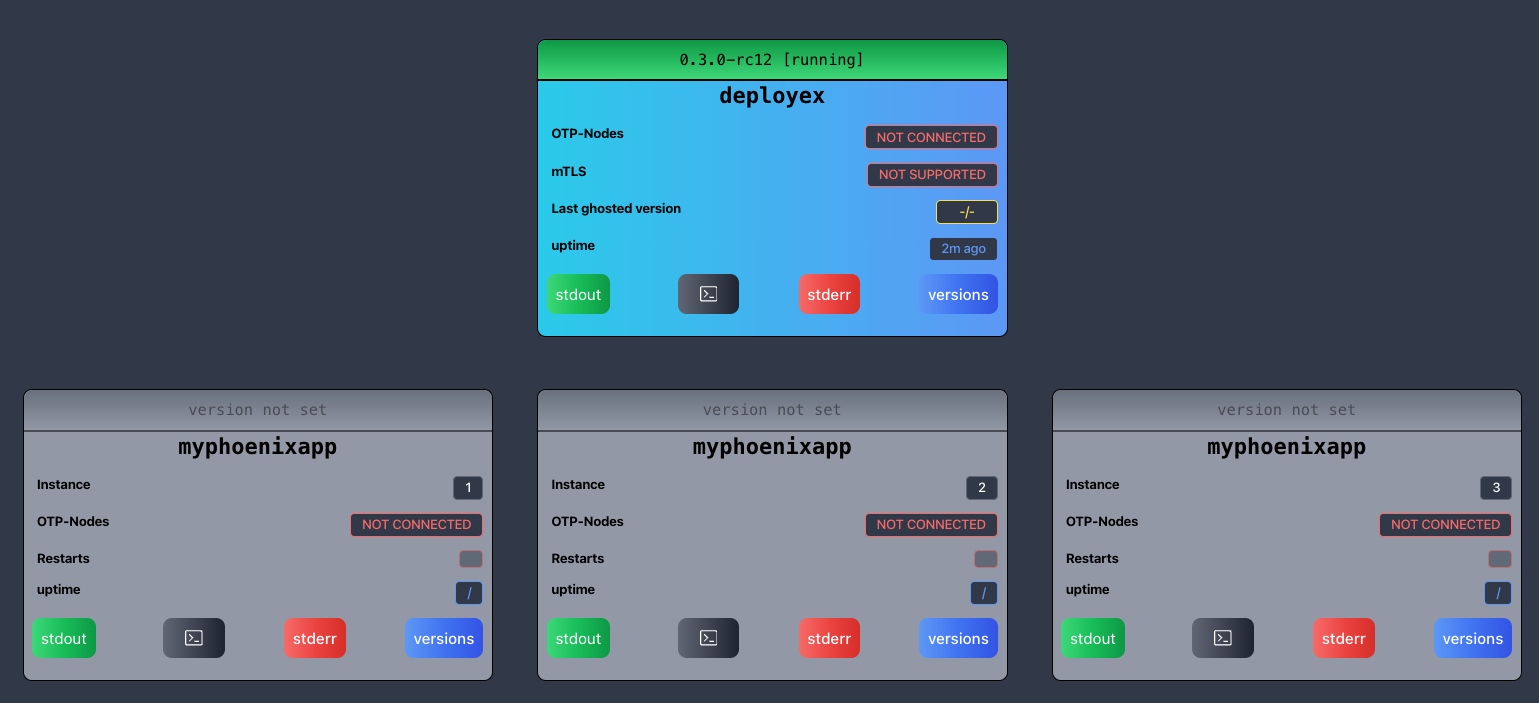 0.3.0-rc12 [running]
deployex
OTP-Nodes NOT CONNECTED
mTLS NOT SUPPORTED
Last ghosted version -/-
uptime 2m ago
stdout stderr versions
version not set
myphoenixapp
Instance 1
OTP-Nodes NOT CONNECTED
Restarts
uptime /
stdout stderr versions
version not set
myphoenixapp
Instance 2
OTP-Nodes NOT CONNECTED
Restarts
uptime /
stdout stderr versions
version not set
myphoenixapp
Instance 3
OTP-Nodes NOT CONNECTED
Restarts
uptime /
stdout stderr versions